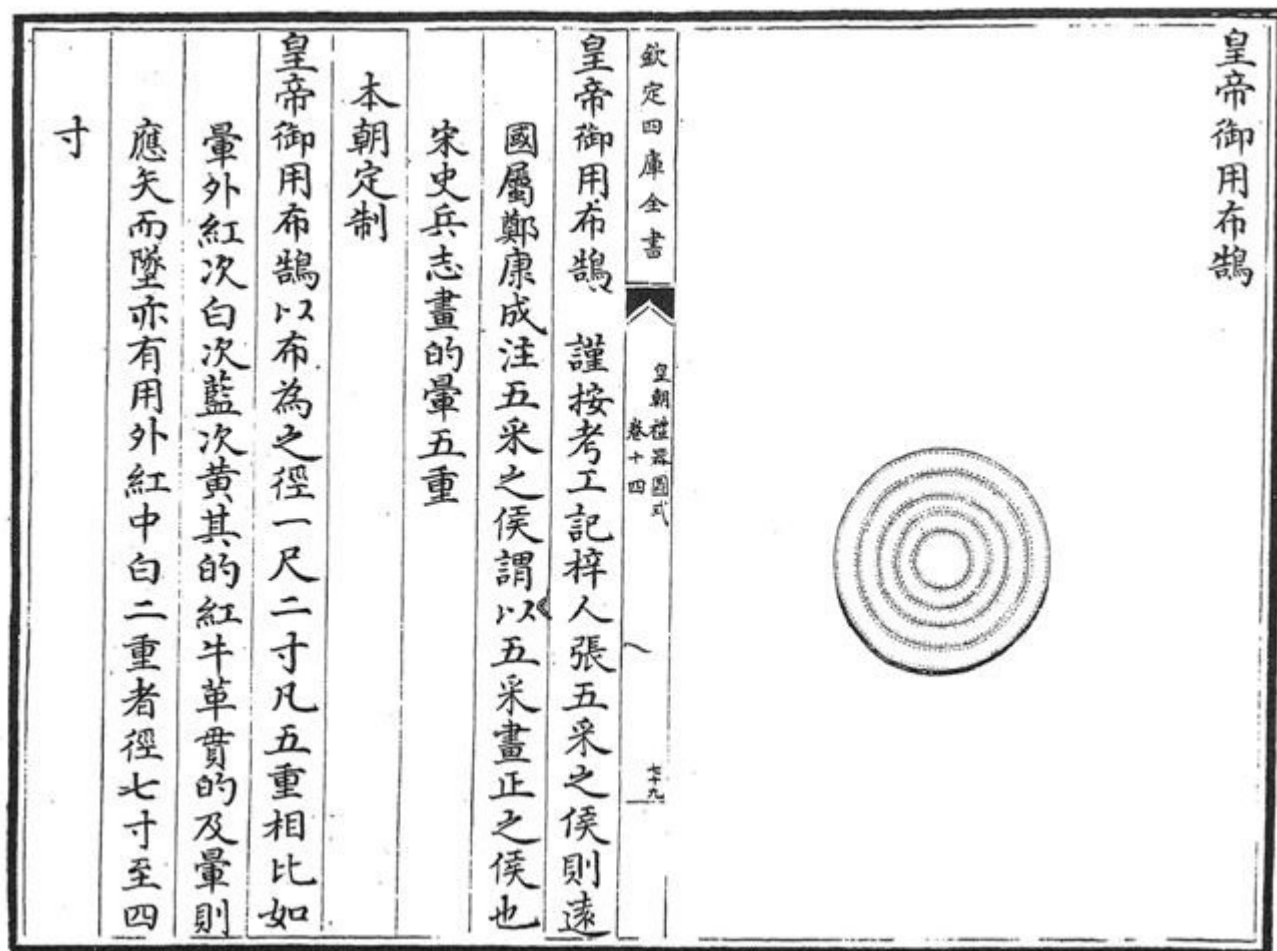 皇帝御用布鵠
欽定四庫全書
皇朝禮器圖式
卷十四
七十九
皇帝御用布鵠 謹按考工記梓人張五采之侯則遠
國屬鄭康成注五采之侯謂以五采畫正之侯也
宋史兵志畫的暈五重
本朝定制
皇帝御用布鵠以布為之徑一尺二寸凡五重相比如
暈外紅次白次藍次黃其的紅牛革貫的及暈則
應矢而墜亦有用外紅中白二重者徑七寸至四
寸